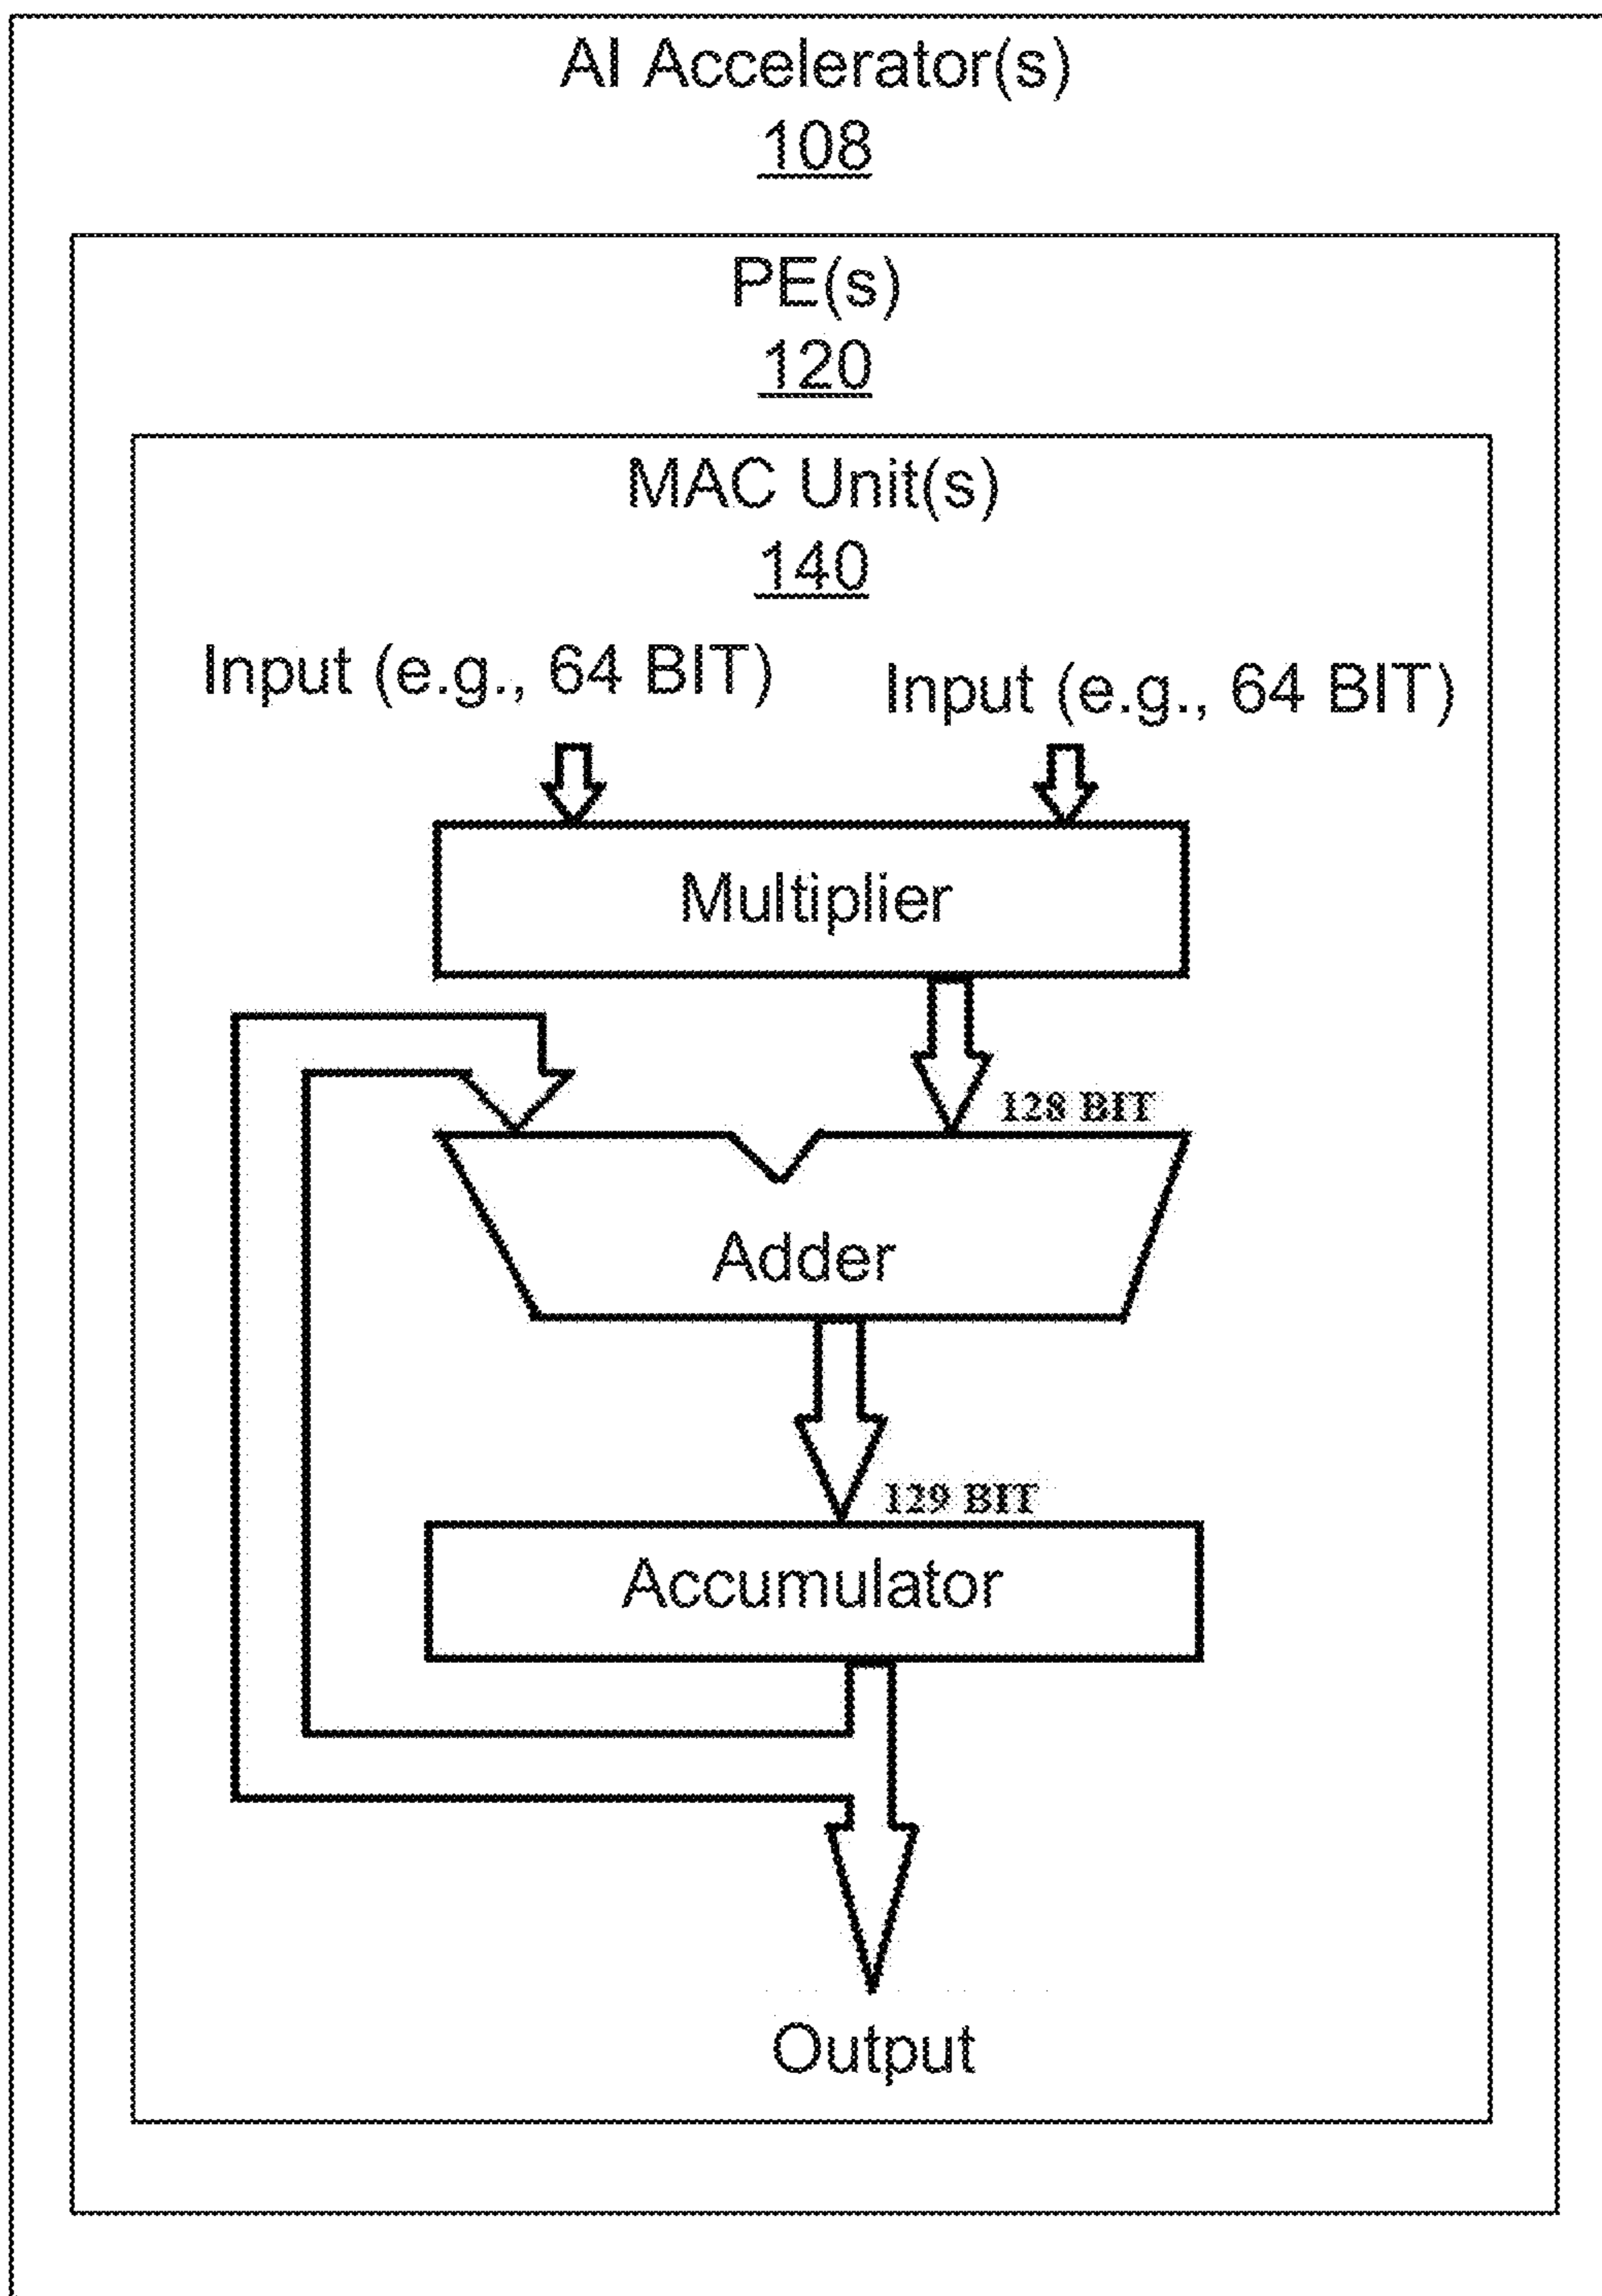 AI Accelerator(s)
108
PE(s)
120
MAC Unit(s)
140
Input (e.g., 64 BIT)
Input (e.g., 64 BIT)
Multiplier
128 BIT
Adder
129 BIT
Accumulator
Output